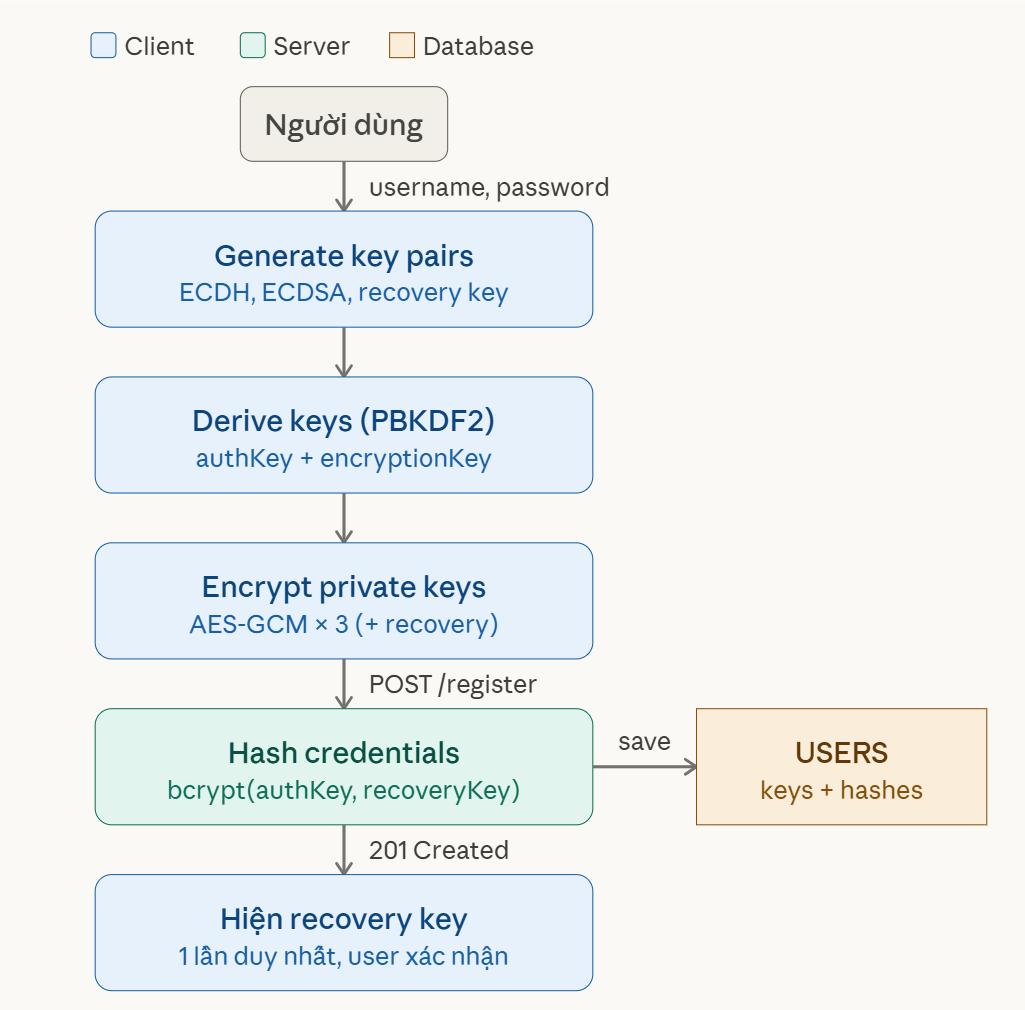 Client Server Database
Người dùng
username, password
Generate key pairs
ECDH, ECDSA, recovery key
Derive keys (PBKDF2)
authKey + encryptionKey
Encrypt private keys
AES-GCM × 3 (+ recovery)
POST /register
Hash credentials
bcrypt(authKey, recoveryKey)
save
USERS
keys + hashes
201 Created
Hiện recovery key
1 lần duy nhất, user xác nhận